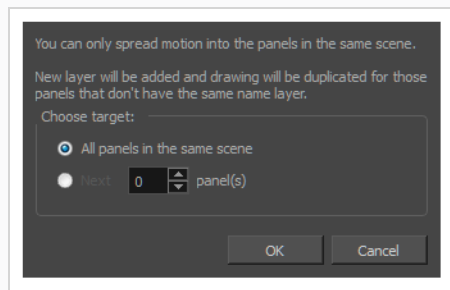 You can only spread motion into the panels in the same scene.
New layer will be added and drawing will be duplicated for those
panels that don't have the same name layer.
Choose target:
All panels in the same scene
Next 0 panel(s)
OK Cancel